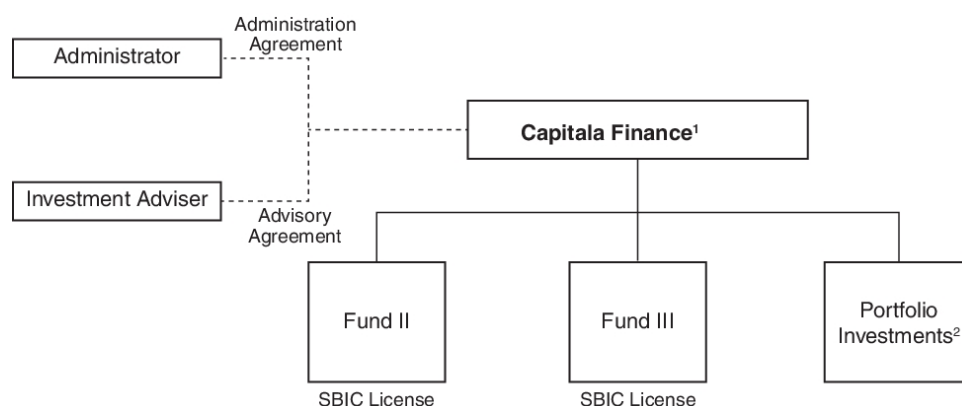 Administration
Agreement
Administrator
Capitala Finance¹
Investment Adviser
Advisory
Agreement
Fund II
Fund III
Portfolio
Investments²
SBIC License
SBIC License